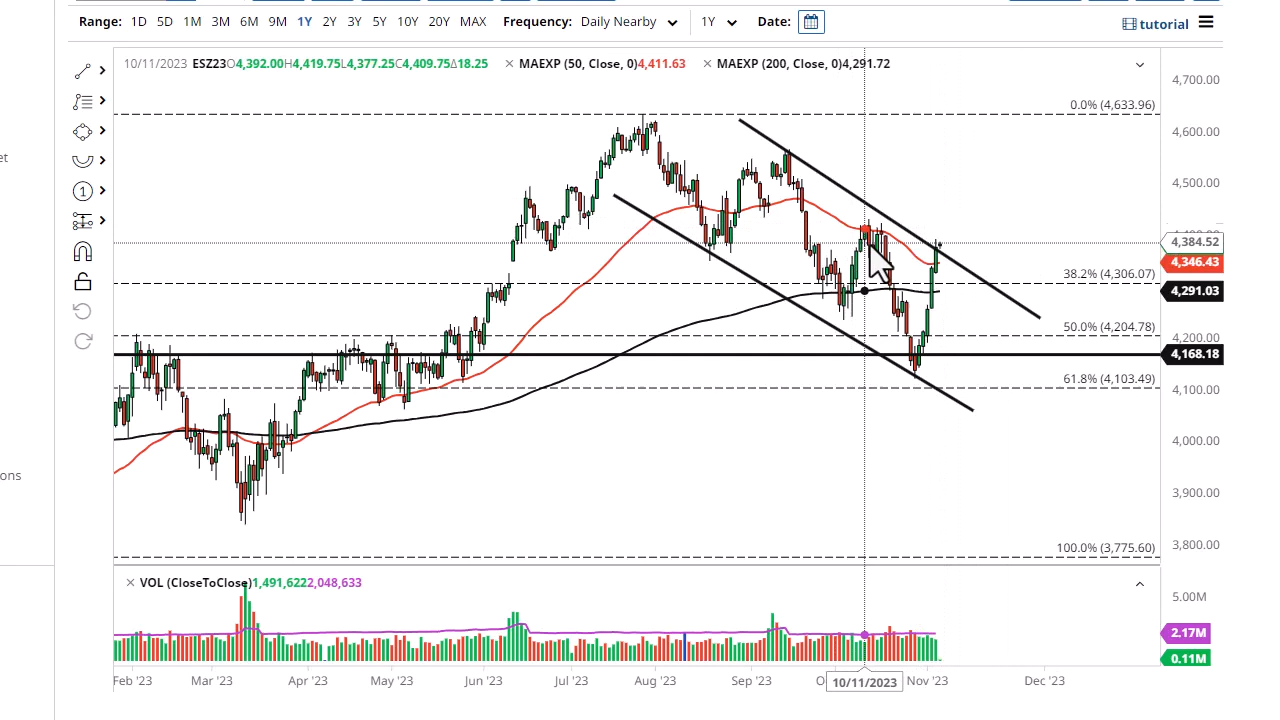 Range: 1D 5D 1M 3M 6M 9M 1Y 2Y 3Y 5Y 10Y 20Y MAX Frequency: Daily Nearby 1Y Date: tutorial
10/11/2023 ESZ23 O4,392.00 H4,419.75 L4,377.25 C4,409.75 Δ18.25 × MAEXP (50, Close, 0) 4,411.63 × MAEXP (200, Close, 0) 4,291.72
4,700.00
0.0% (4,633.96)
4,600.00
et
4,500.00
4,384.52
4,346.43
38.2% (4,306.07)
4,291.03
50.0% (4,204.78)
4,200.00
4,168.18
61.8% (4,103.49)
4,100.00
4,000.00
ons
3,900.00
100.0% (3,775.60)
3,800.00
× VOL (CloseToClose) 1,491,622 2,048,633
5.00M
2.17M
0.11M
Feb '23 Mar '23 Apr '23 May '23 Jun '23 Jul '23 Aug '23 Sep '23 O 10/11/2023 Nov '23 Dec '23